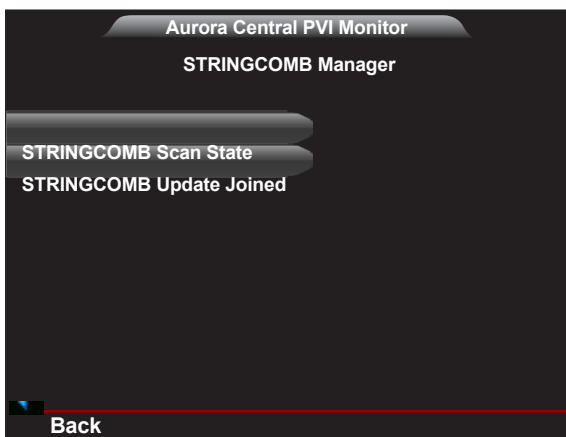 Aurora Central PVI Monitor
STRINGCOMB Manager
STRINGCOMB Scan State
STRINGCOMB Update Joined
Back